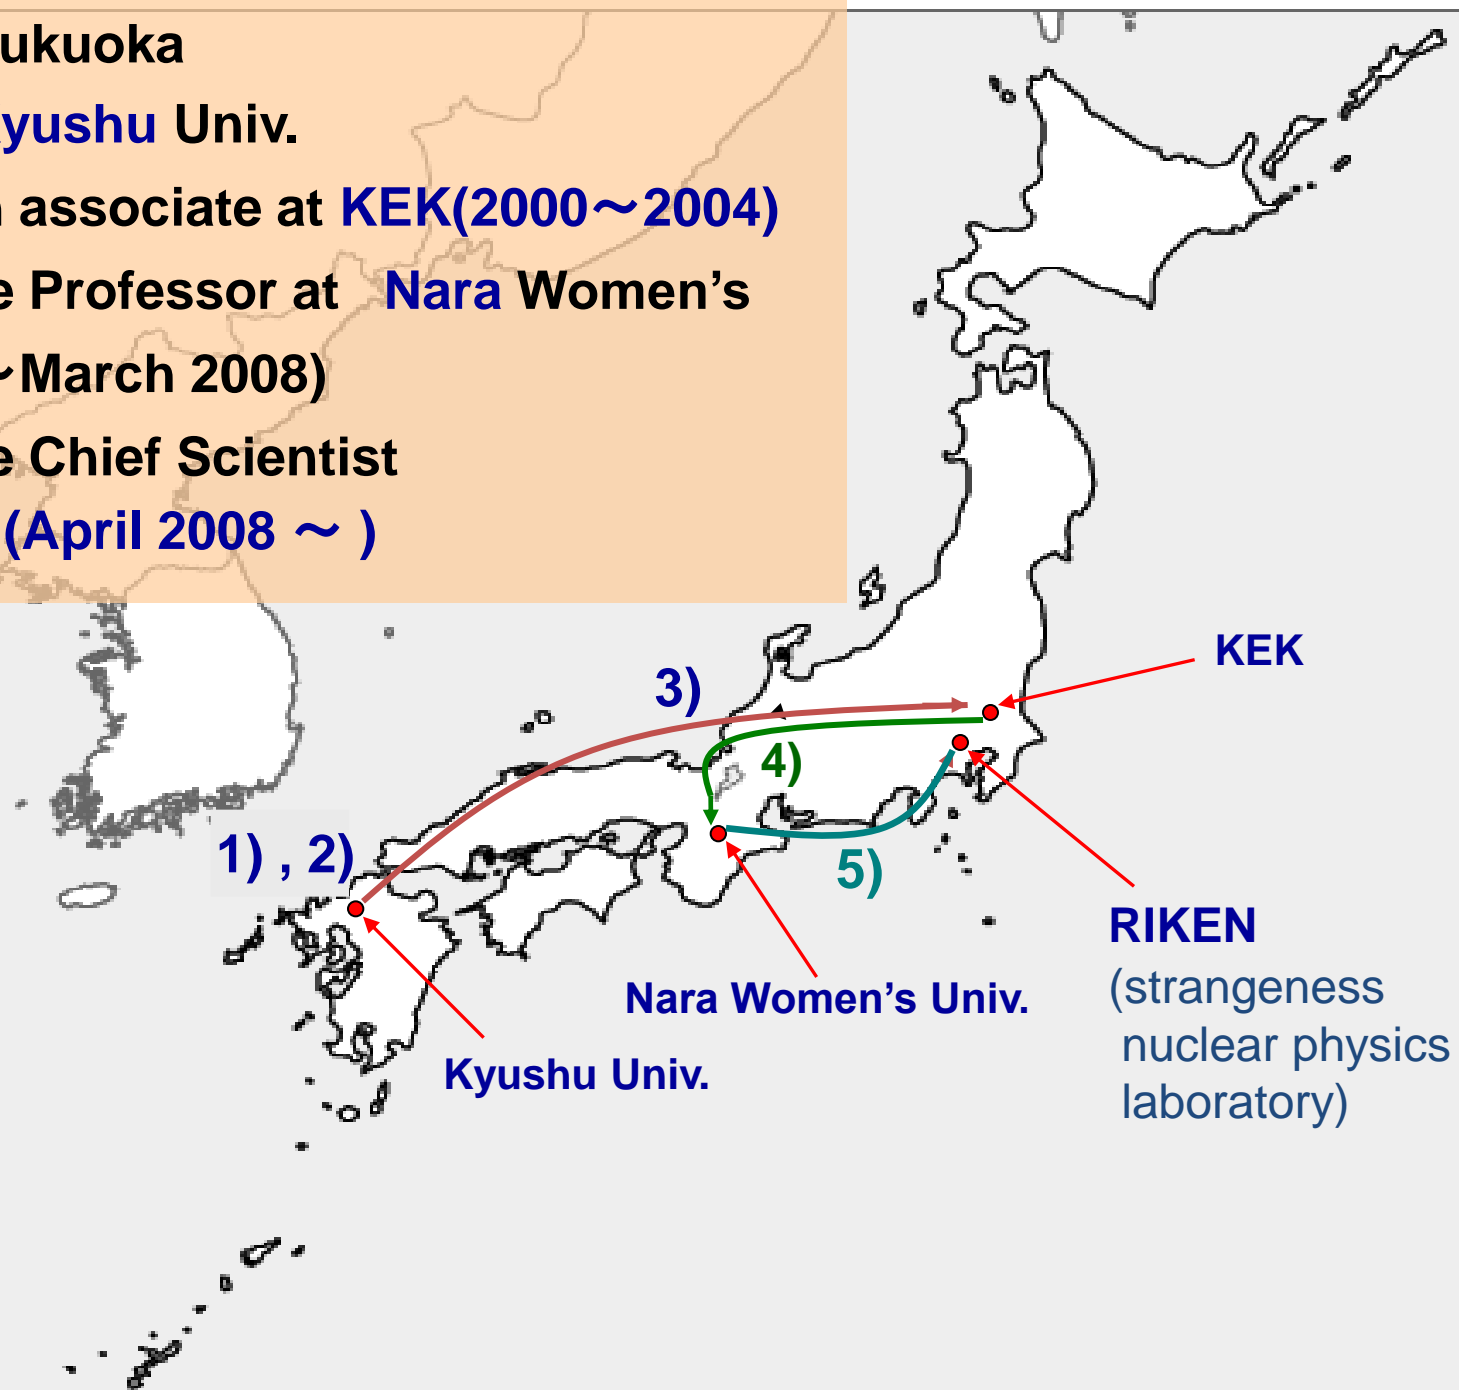 ukuoka
yushu Univ.
associate at KEK(2000～2004)
e Professor at Nara Women's
～March 2008)
e Chief Scientist
(April 2008 ～ )
KEK
3)
4)
1) , 2)
5)
RIKEN
(strangeness
nuclear physics
laboratory)
Nara Women's Univ.
Kyushu Univ.